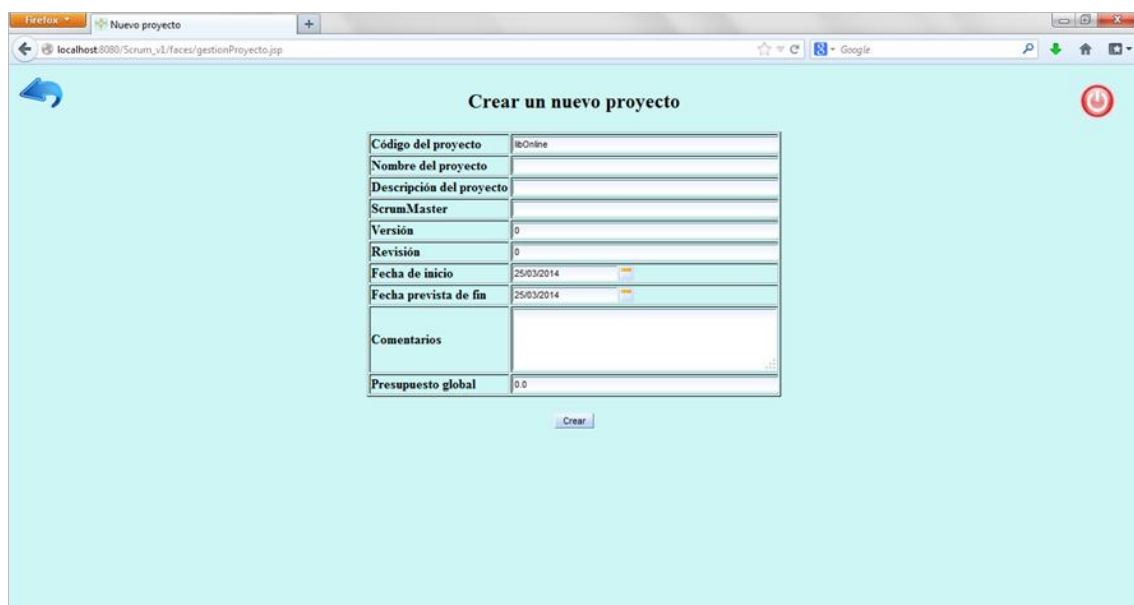 Firefox
Nuevo proyecto
+
localhost:8080/Scrum_v1/faces/gestionProyecto.jsp
Google
Crear un nuevo proyecto
Código del proyecto libOnline
Nombre del proyecto
Descripción del proyecto
ScrumMaster
Versión 0
Revisión 0
Fecha de inicio 25/03/2014
Fecha prevista de fin 25/03/2014
Comentarios
Presupuesto global 0.0
Crear